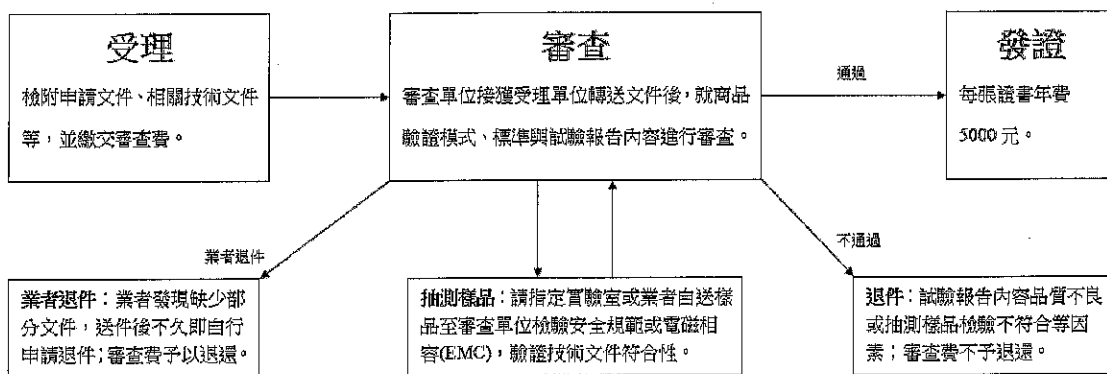 受理
檢附申請文件、相關技術文件
等，並繳交審查費。
審查
審查單位接獲受理單位轉送文件後，就商品
驗證模式、標準與試驗報告內容進行審查。
通過
發證
每張證書年費
5000 元。
業者退件
不通過
業者退件：業者發現缺少部
分文件，送件後不久即自行
申請退件；審查費予以退還。
抽測樣品：請指定實驗室或業者自送樣
品至審查單位檢驗安全規範或電磁相
容(EMC)，驗證技術文件符合性。
退件：試驗報告內容品質不良
或抽測樣品檢驗不符合等因
素；審查費不予退還。